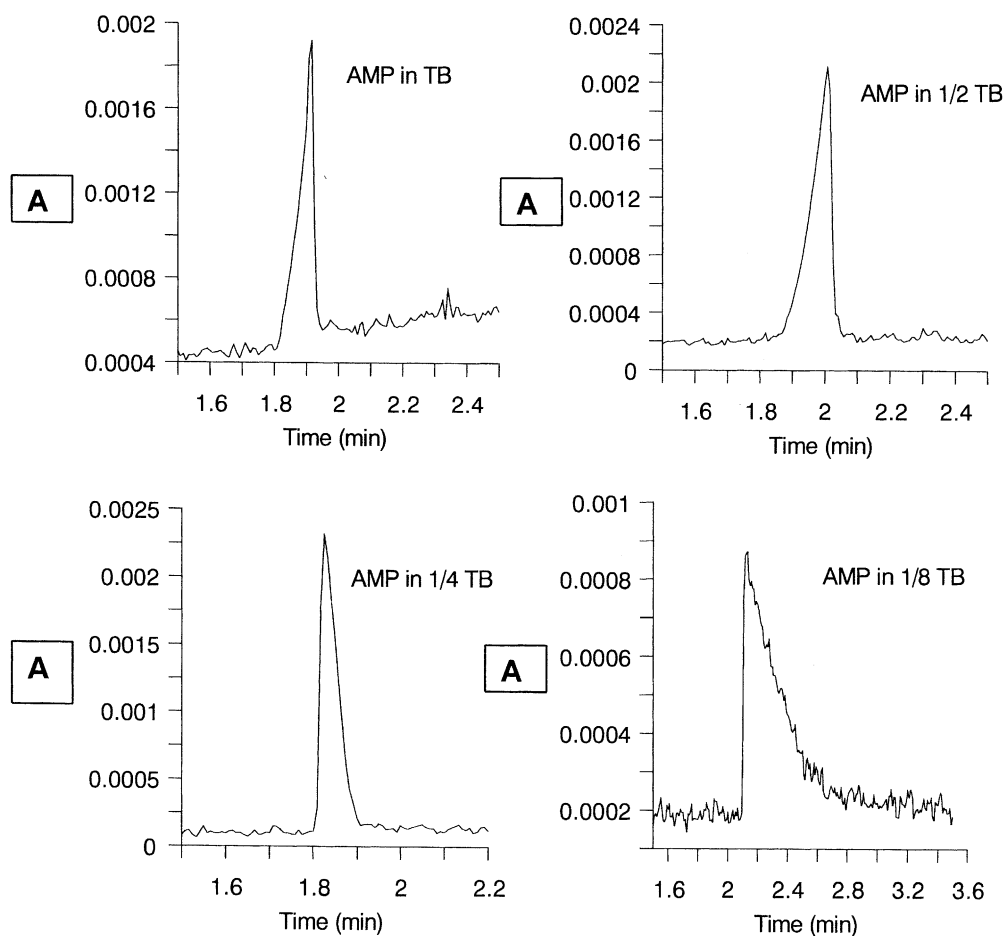 0.002
0.0016
0.0012
0.0008
0.0004
A
AMP in TB
1.6 1.8 2 2.2 2.4
Time (min)
0.0024
0.002
0.0016
0.0012
0.0008
0.0004
0
A
AMP in 1/2 TB
1.6 1.8 2 2.2 2.4
Time (min)
0.0025
0.002
0.0015
0.001
0.0005
0
A
AMP in 1/4 TB
1.6 1.8 2 2.2
Time (min)
0.001
0.0008
0.0006
0.0004
0.0002
A
AMP in 1/8 TB
1.6 2 2.4 2.8 3.2 3.6
Time (min)